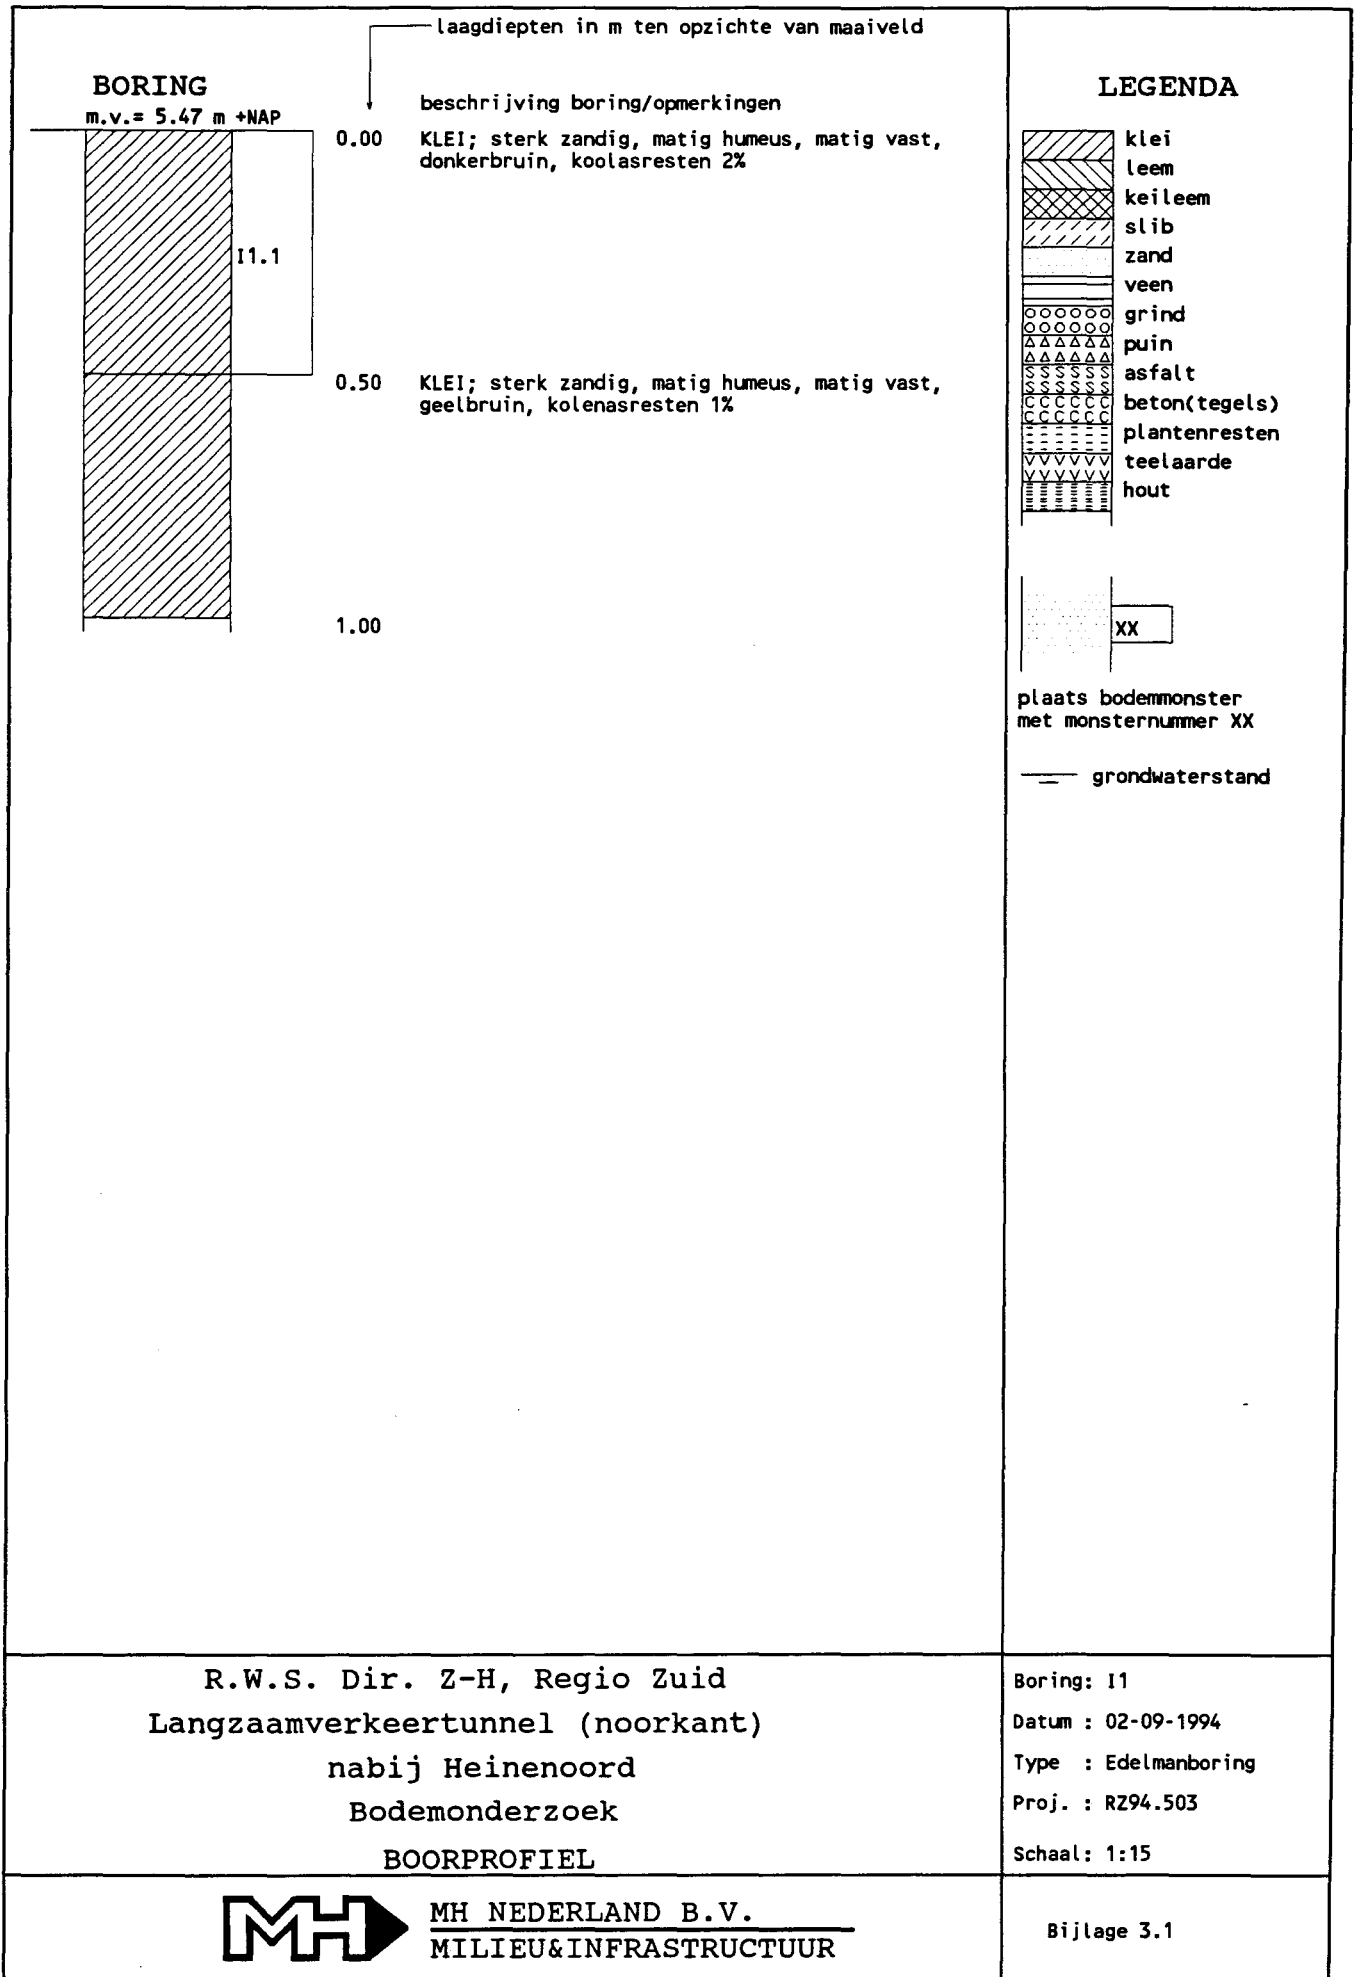 laagdiepten in m ten opzichte van maaiveld
BORING
m.v.= 5.47 m +NAP
beschrijving boring/opmerkingen
0.00 KLEI; sterk zandig, matig humeus, matig vast,
donkerbruin, koolasresten 2%
I1.1
0.50 KLEI; sterk zandig, matig humeus, matig vast,
geelbruin, kolenasresten 1%
1.00
LEGENDA
klei
leem
keileem
slib
zand
veen
grind
puin
asfalt
beton(tegels)
plantenresten
teelaarde
hout
XX
plaats bodemmonster
met monsternummer XX
grondwaterstand
R.W.S. Dir. Z-H, Regio Zuid
Langzaamverkeertunnel (noorkant)
nabij Heinenoord
Bodemonderzoek
BOORPROFIEL
Boring: I1
Datum : 02-09-1994
Type : Edelmanboring
Proj. : RZ94.503
Schaal: 1:15
MH
MH NEDERLAND B.V.
MILIEU&INFRASTRUCTUUR
Bijlage 3.1